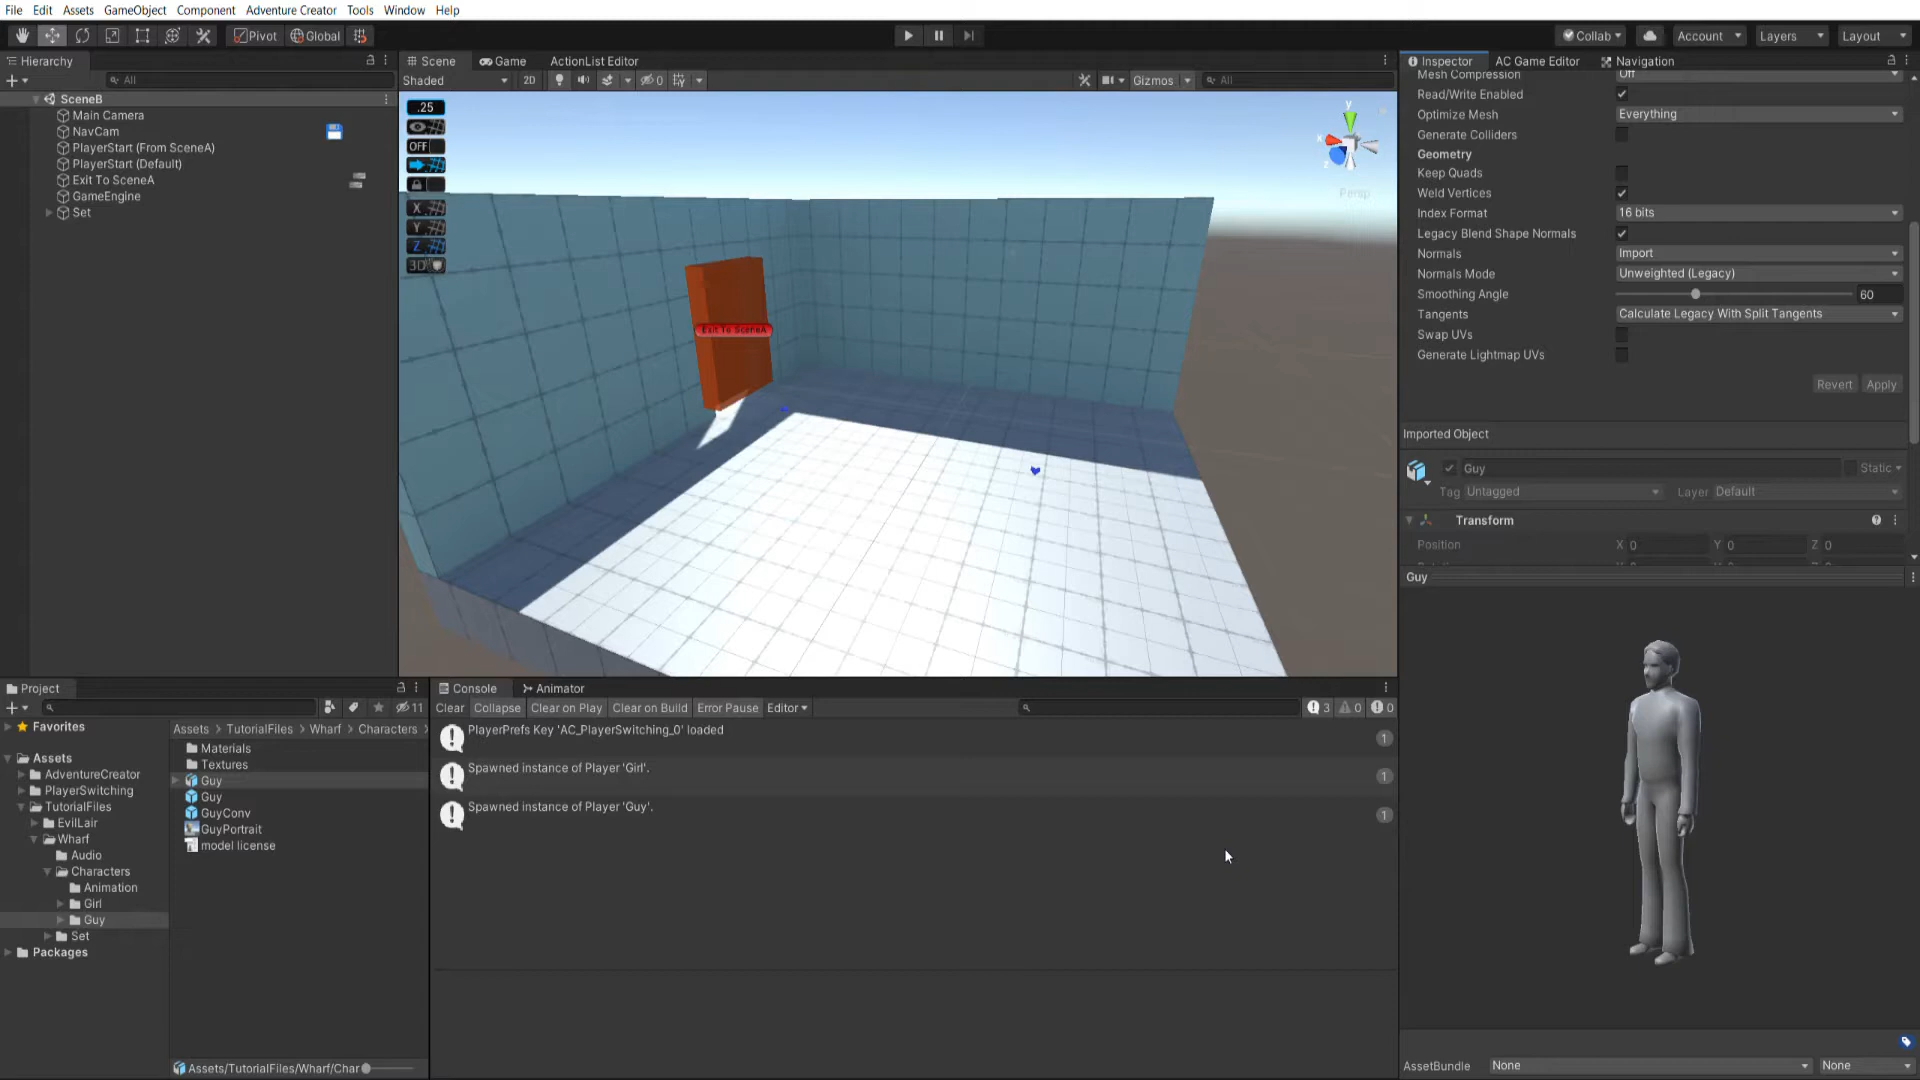 File Edit Assets GameObject Component Adventure Creator Tools Window Help
Pivot Global
Collab Account Layers Layout
Hierarchy
All
SceneB
Main Camera
NavCam
PlayerStart (From SceneA)
PlayerStart (Default)
Exit To SceneA
GameEngine
Set
Scene Game ActionList Editor
Shaded 2D 0 Gizmos All
.25
OFF
X
Y
Z
3D
y
x
z
Persp
Exit To SceneA
Inspector AC Game Editor Navigation
Mesh Compression Off
Read/Write Enabled
Optimize Mesh Everything
Generate Colliders
Geometry
Keep Quads
Weld Vertices
Index Format 16 bits
Legacy Blend Shape Normals
Normals Import
Normals Mode Unweighted (Legacy)
Smoothing Angle 60
Tangents Calculate Legacy With Split Tangents
Swap UVs
Generate Lightmap UVs
Revert Apply
Imported Object
Guy Static
Tag Untagged Layer Default
Transform
Position X 0 Y 0 Z 0
Guy
AssetBundle None None
Project
11
Favorites
Assets
AdventureCreator
PlayerSwitching
TutorialFiles
EvilLair
Wharf
Audio
Characters
Animation
Girl
Guy
Set
Packages
Assets > TutorialFiles > Wharf > Characters >
Materials
Textures
Guy
Guy
GuyConv
GuyPortrait
model license
Assets/TutorialFiles/Wharf/Char
Console Animator
Clear Collapse Clear on Play Clear on Build Error Pause Editor 3 0 0
PlayerPrefs Key 'AC_PlayerSwitching_0' loaded 1
Spawned instance of Player 'Girl'. 1
Spawned instance of Player 'Guy'. 1